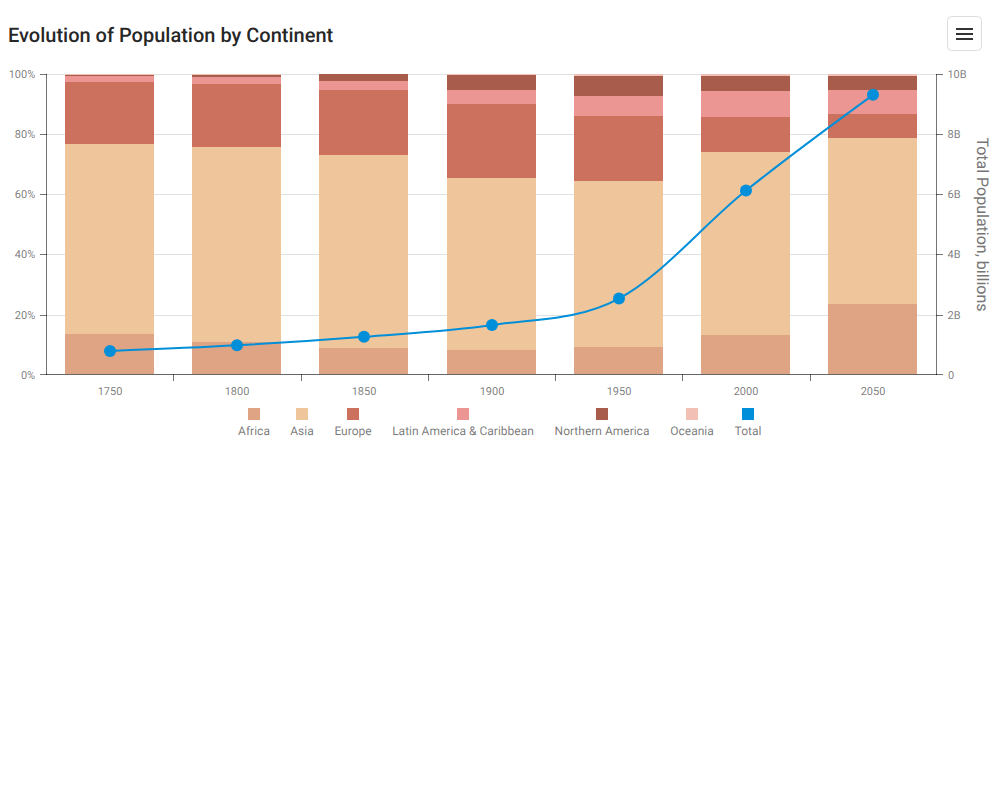 Evolution of Population by Continent
100%
80%
60%
40%
20%
0%
10B
8B
6B
4B
2B
0
Total Population, billions
1750 1800 1850 1900 1950 2000 2050
Africa Asia Europe Latin America & Caribbean Northern America Oceania Total